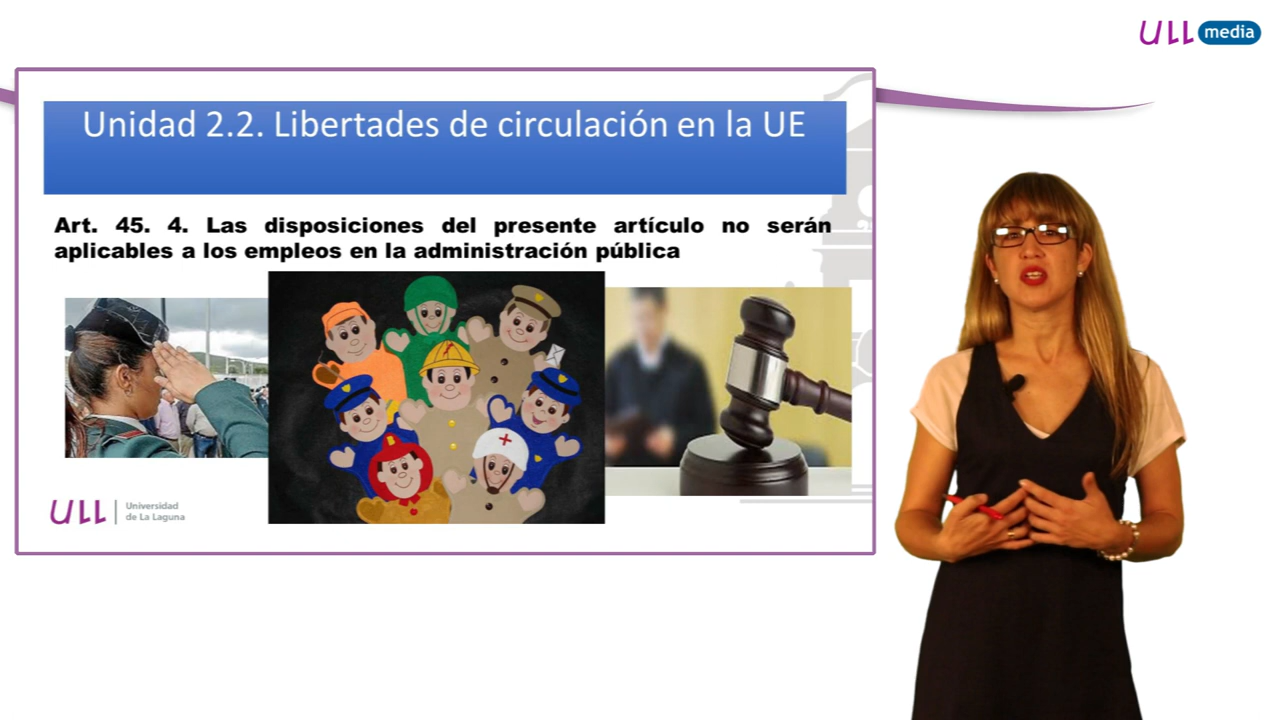 ULL media
Unidad 2.2. Libertades de circulación en la UE
Art. 45. 4. Las disposiciones del presente artículo no serán
aplicables a los empleos en la administración pública
ULL
Universidad
de La Laguna